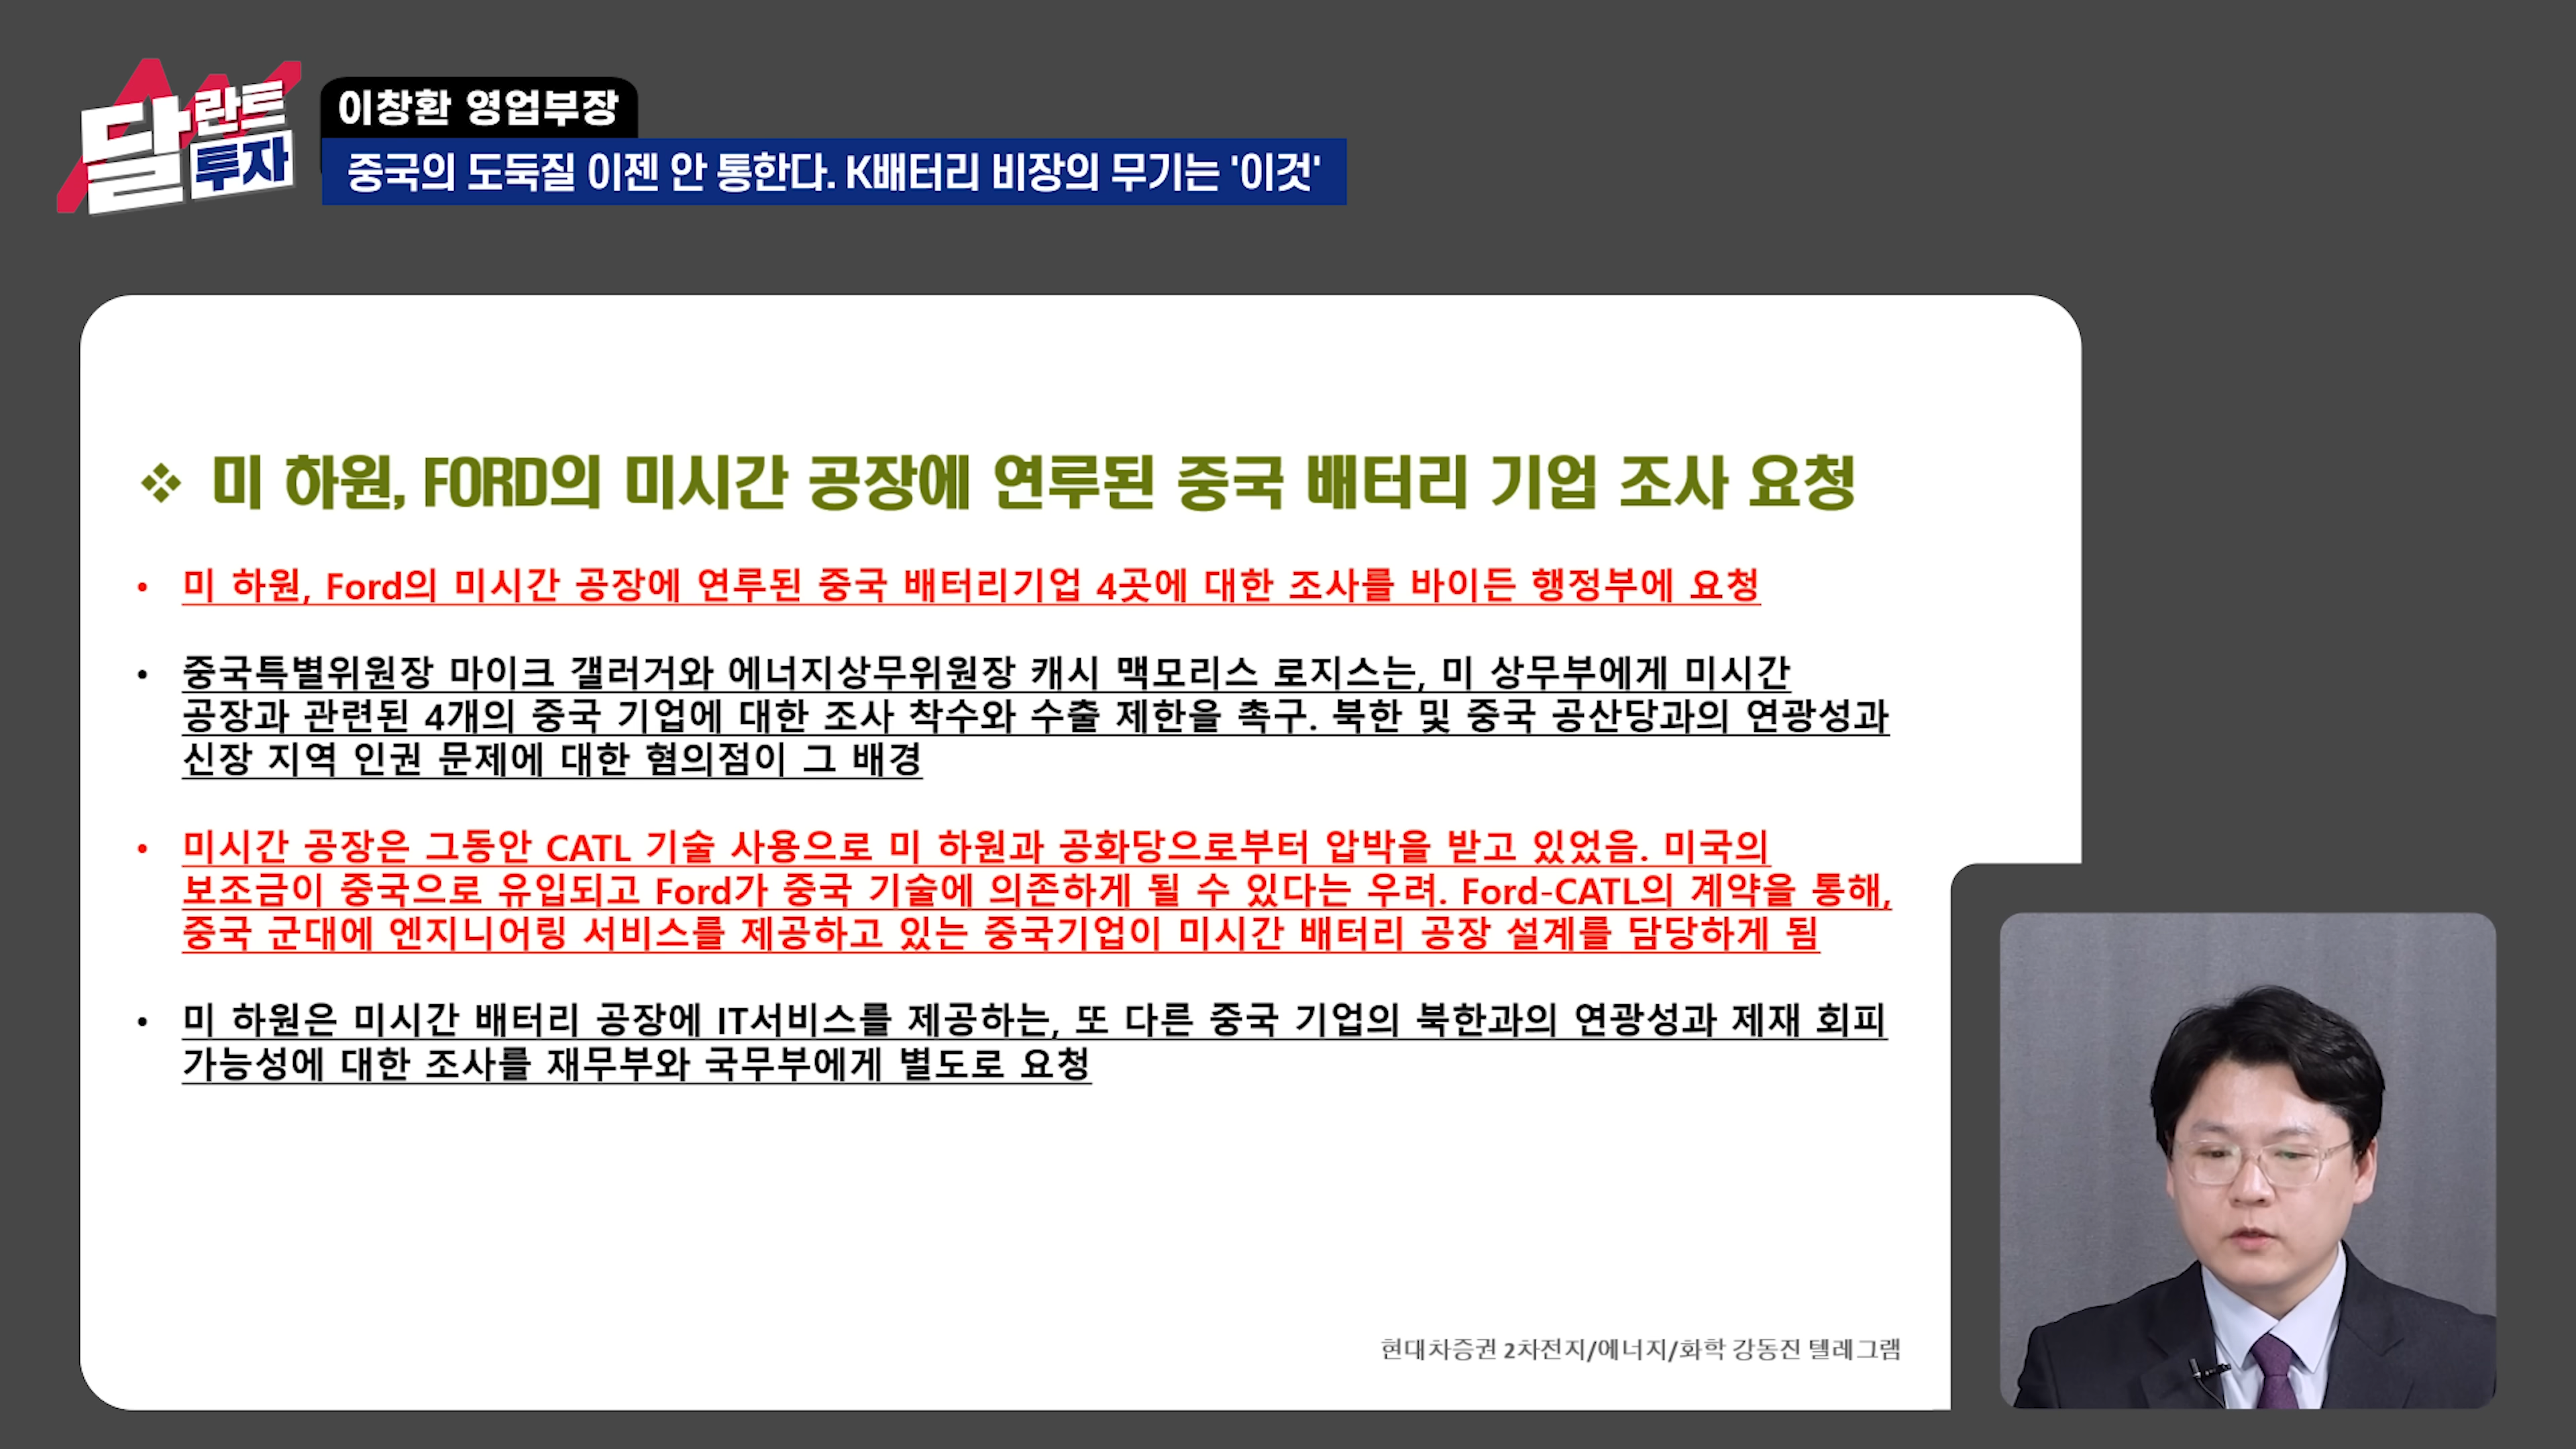 달란트
투자
이창환 영업부장
중국의 도둑질 이젠 안 통한다. K배터리 비장의 무기는 '이것'
❖ 미 하원, FORD의 미시간 공장에 연루된 중국 배터리 기업 조사 요청
• 미 하원, Ford의 미시간 공장에 연루된 중국 배터리기업 4곳에 대한 조사를 바이든 행정부에 요청
• 중국특별위원장 마이크 갤러거와 에너지상무위원장 캐시 맥모리스 로지스는, 미 상무부에게 미시간
공장과 관련된 4개의 중국 기업에 대한 조사 착수와 수출 제한을 촉구. 북한 및 중국 공산당과의 연광성과
신장 지역 인권 문제에 대한 혐의점이 그 배경
• 미시간 공장은 그동안 CATL 기술 사용으로 미 하원과 공화당으로부터 압박을 받고 있었음. 미국의
보조금이 중국으로 유입되고 Ford가 중국 기술에 의존하게 될 수 있다는 우려. Ford-CATL의 계약을 통해,
중국 군대에 엔지니어링 서비스를 제공하고 있는 중국기업이 미시간 배터리 공장 설계를 담당하게 됨
• 미 하원은 미시간 배터리 공장에 IT서비스를 제공하는, 또 다른 중국 기업의 북한과의 연광성과 제재 회피
가능성에 대한 조사를 재무부와 국무부에게 별도로 요청
현대차증권 2차전지/에너지/화학 강동진 텔레그램